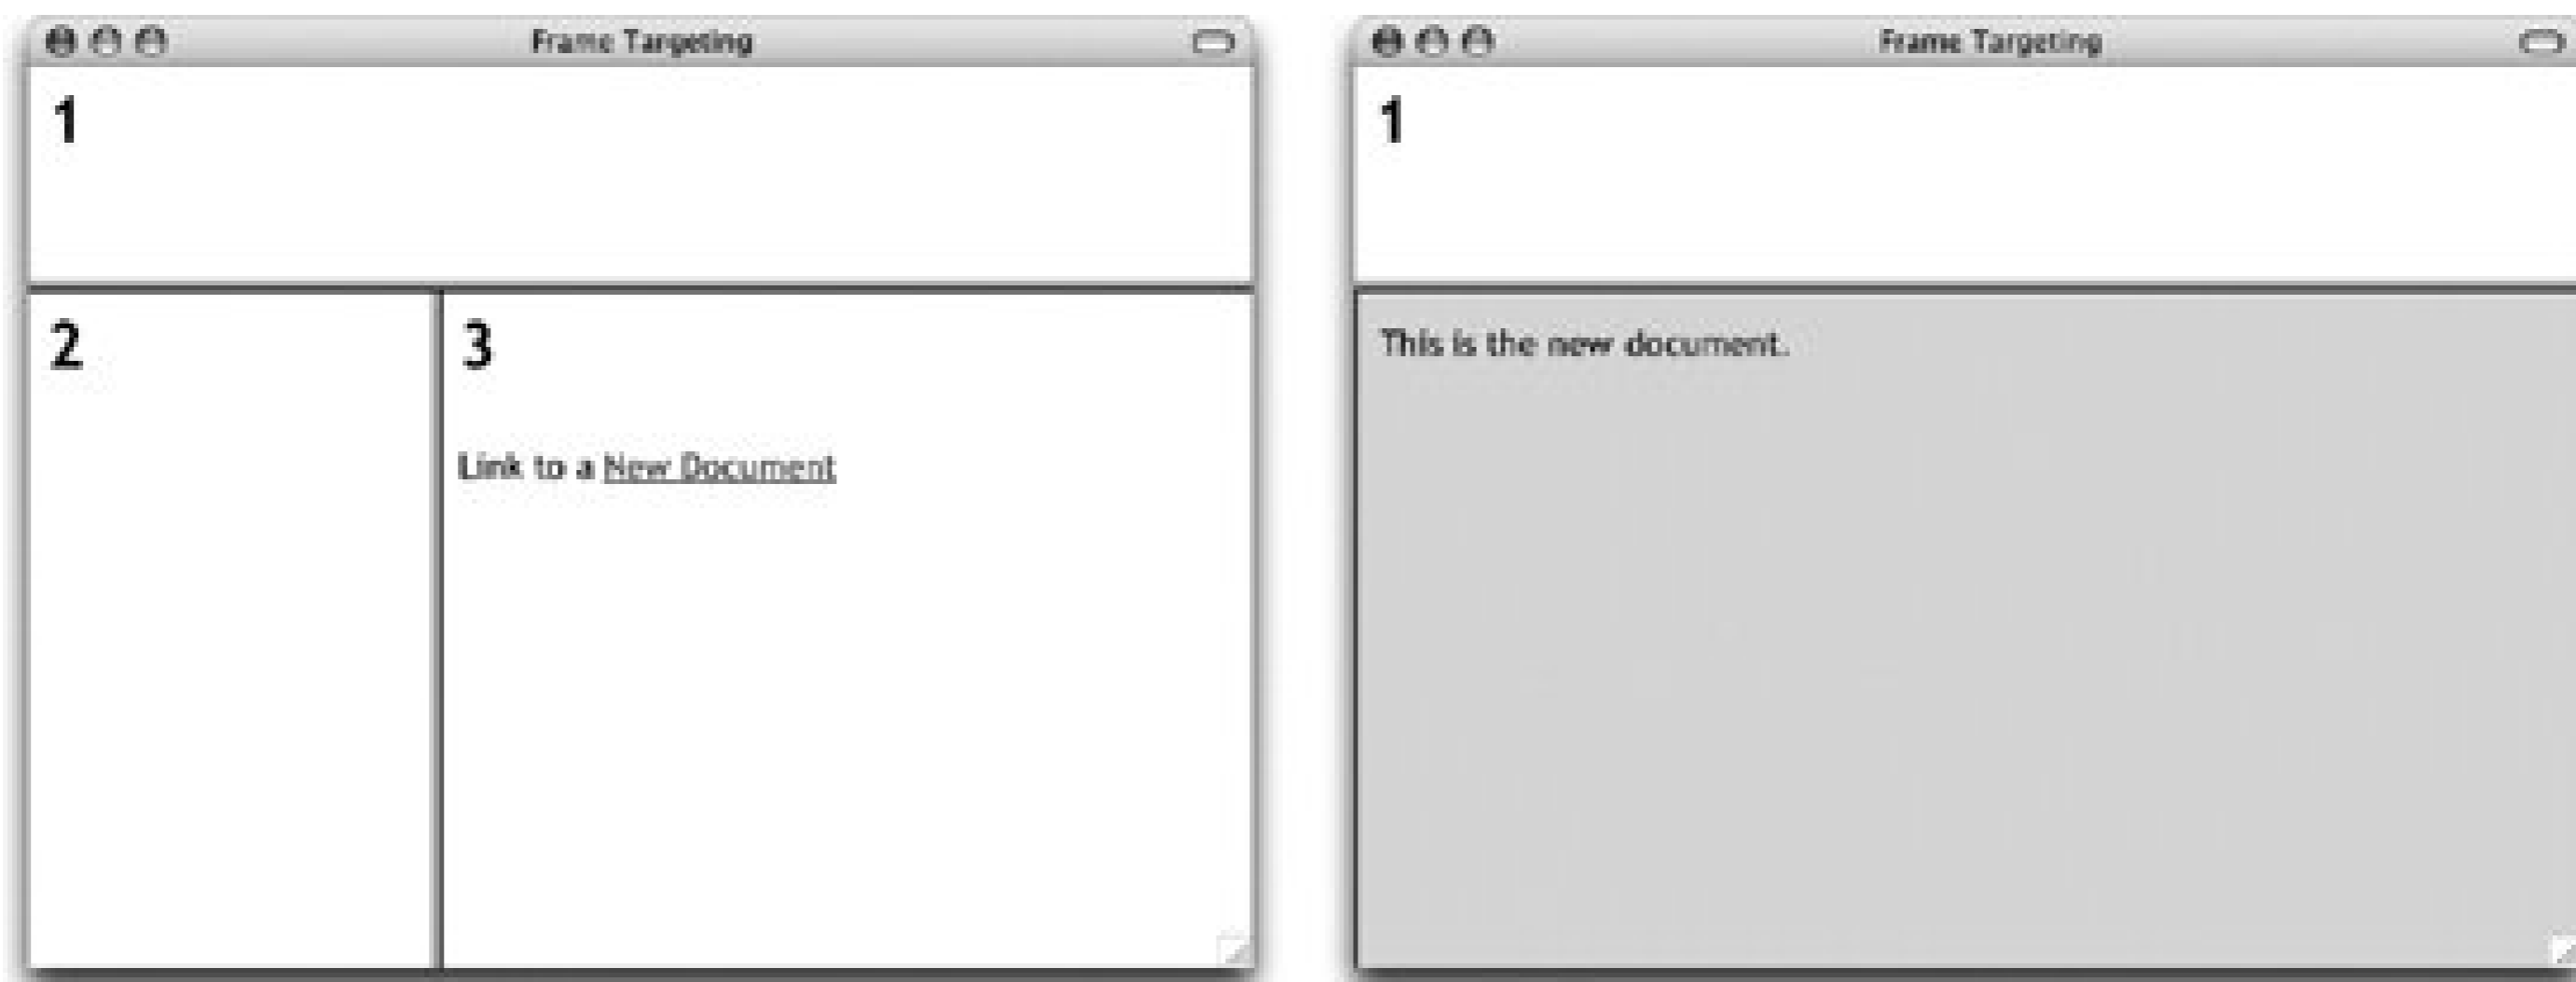 Frame Targeting
1
2
3
Link to a New Document
Frame Targeting
1
This is the new document.